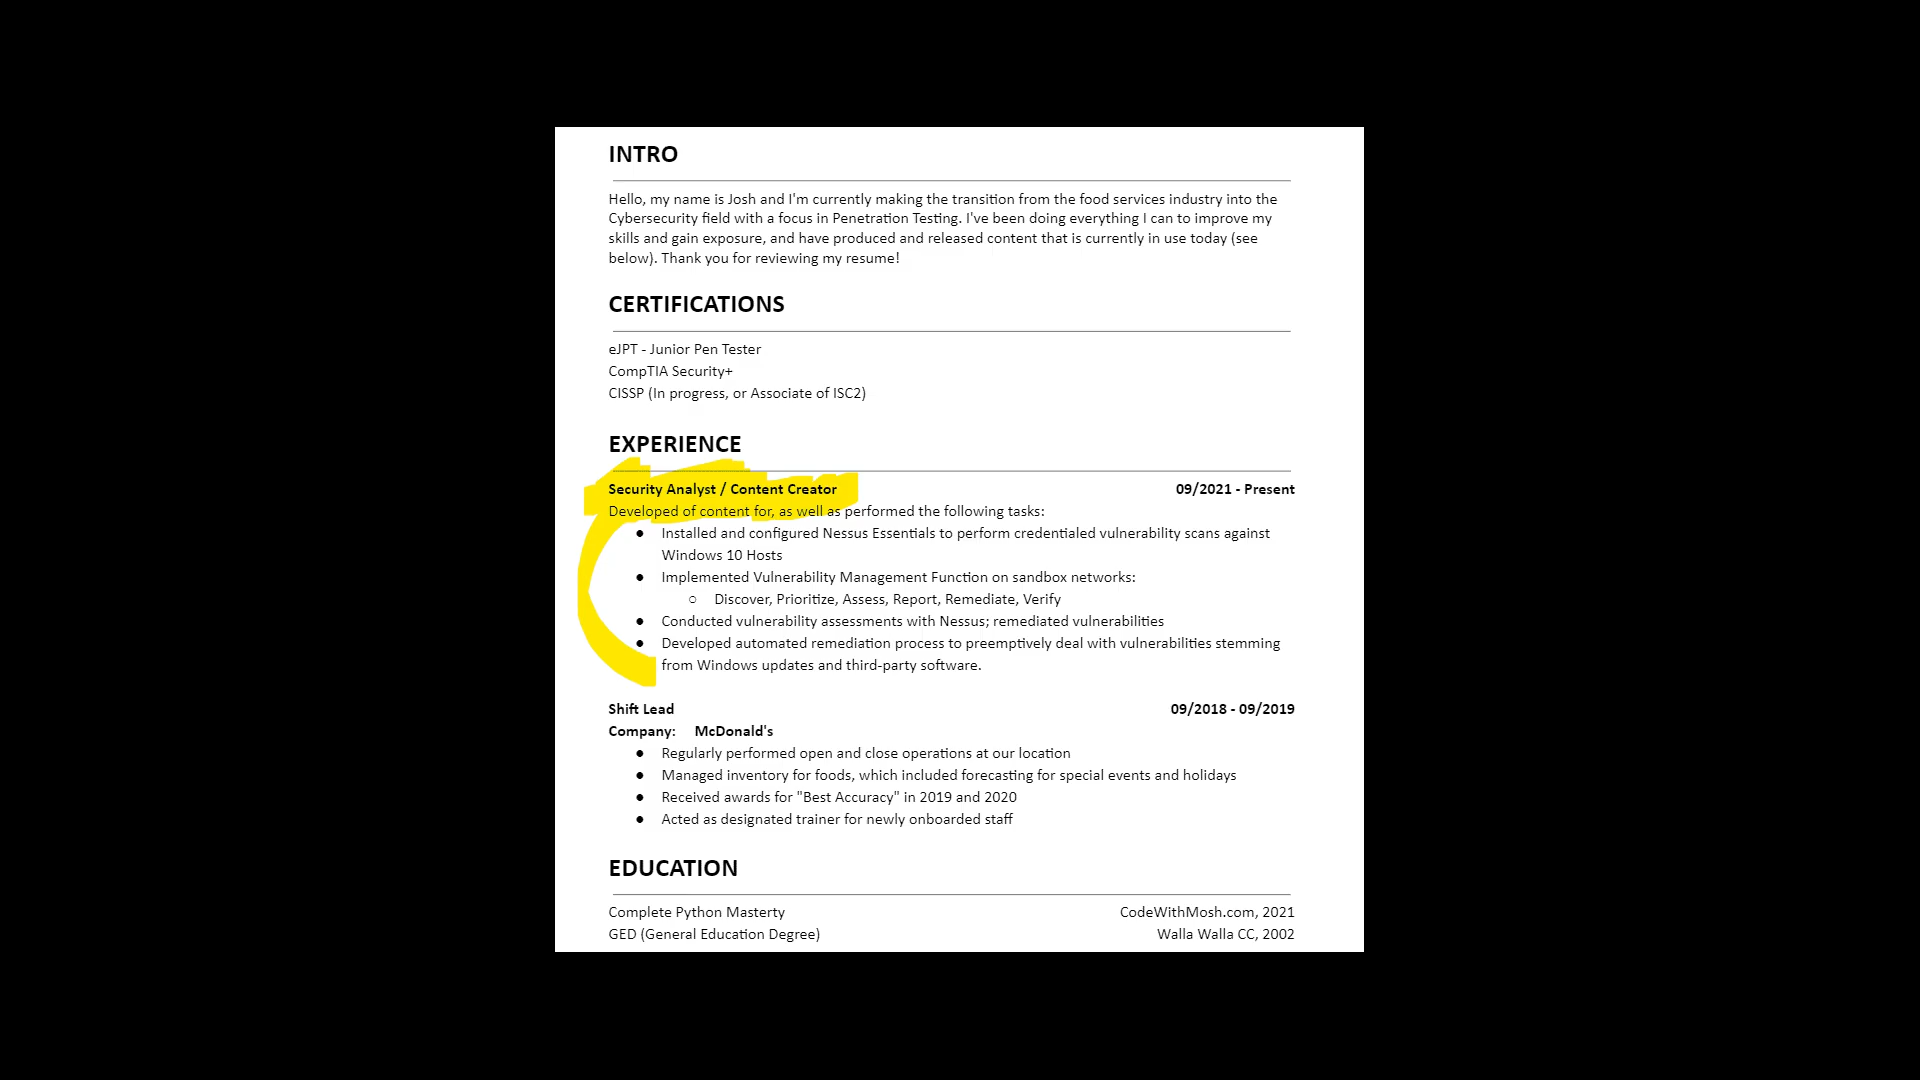 INTRO
Hello, my name is Josh and I'm currently making the transition from the food services industry into the
Cybersecurity field with a focus in Penetration Testing. I've been doing everything I can to improve my
skills and gain exposure, and have produced and released content that is currently in use today (see
below). Thank you for reviewing my resume!
CERTIFICATIONS
eJPT - Junior Pen Tester
CompTIA Security+
CISSP (In progress, or Associate of ISC2)
EXPERIENCE
Security Analyst / Content Creator 09/2021 - Present
Developed of content for, as well as performed the following tasks:
● Installed and configured Nessus Essentials to perform credentialed vulnerability scans against
Windows 10 Hosts
● Implemented Vulnerability Management Function on sandbox networks:
○ Discover, Prioritize, Assess, Report, Remediate, Verify
● Conducted vulnerability assessments with Nessus; remediated vulnerabilities
● Developed automated remediation process to preemptively deal with vulnerabilities stemming
from Windows updates and third-party software.
Shift Lead 09/2018 - 09/2019
Company: McDonald's
● Regularly performed open and close operations at our location
● Managed inventory for foods, which included forecasting for special events and holidays
● Received awards for "Best Accuracy" in 2019 and 2020
● Acted as designated trainer for newly onboarded staff
EDUCATION
Complete Python Masterty CodeWithMosh.com, 2021
GED (General Education Degree) Walla Walla CC, 2002